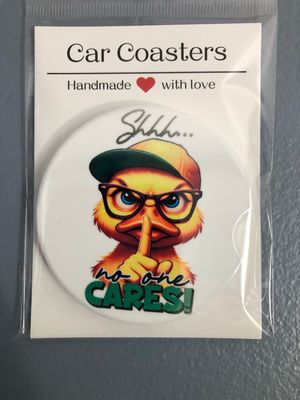 Car Coasters
Handmade with love
Shhh...
no one
CARES!